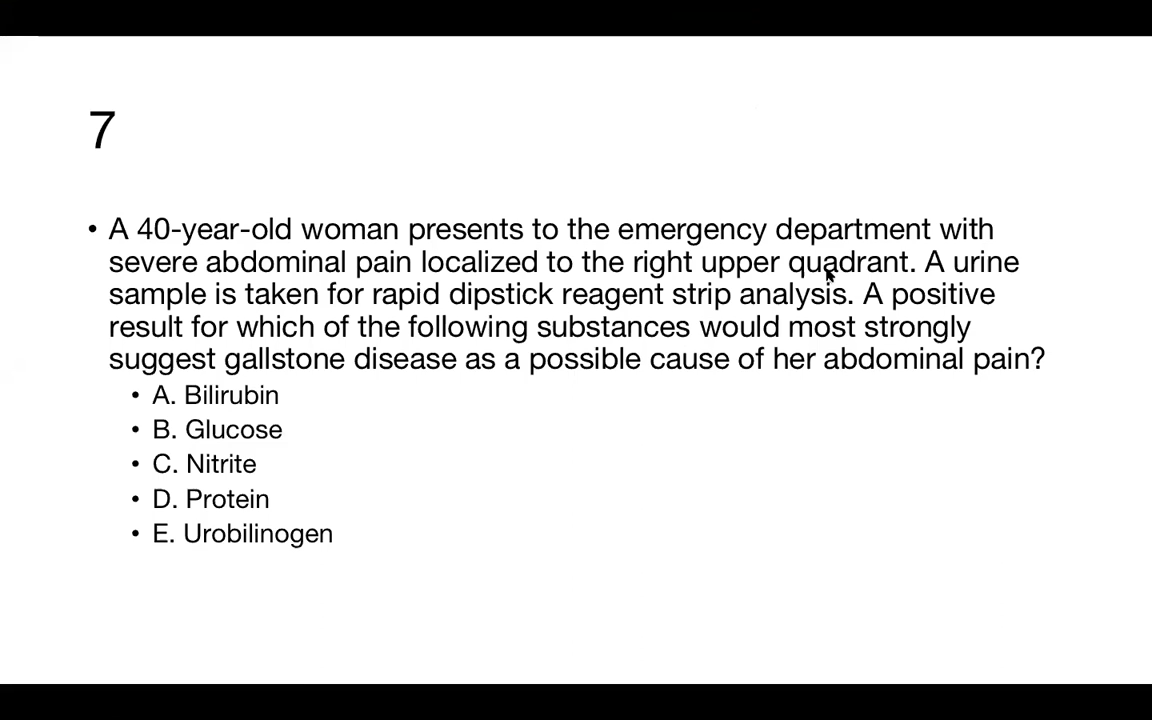 7
• A 40-year-old woman presents to the emergency department with
severe abdominal pain localized to the right upper quadrant. A urine
sample is taken for rapid dipstick reagent strip analysis. A positive
result for which of the following substances would most strongly
suggest gallstone disease as a possible cause of her abdominal pain?
• A. Bilirubin
• B. Glucose
• C. Nitrite
• D. Protein
• E. Urobilinogen